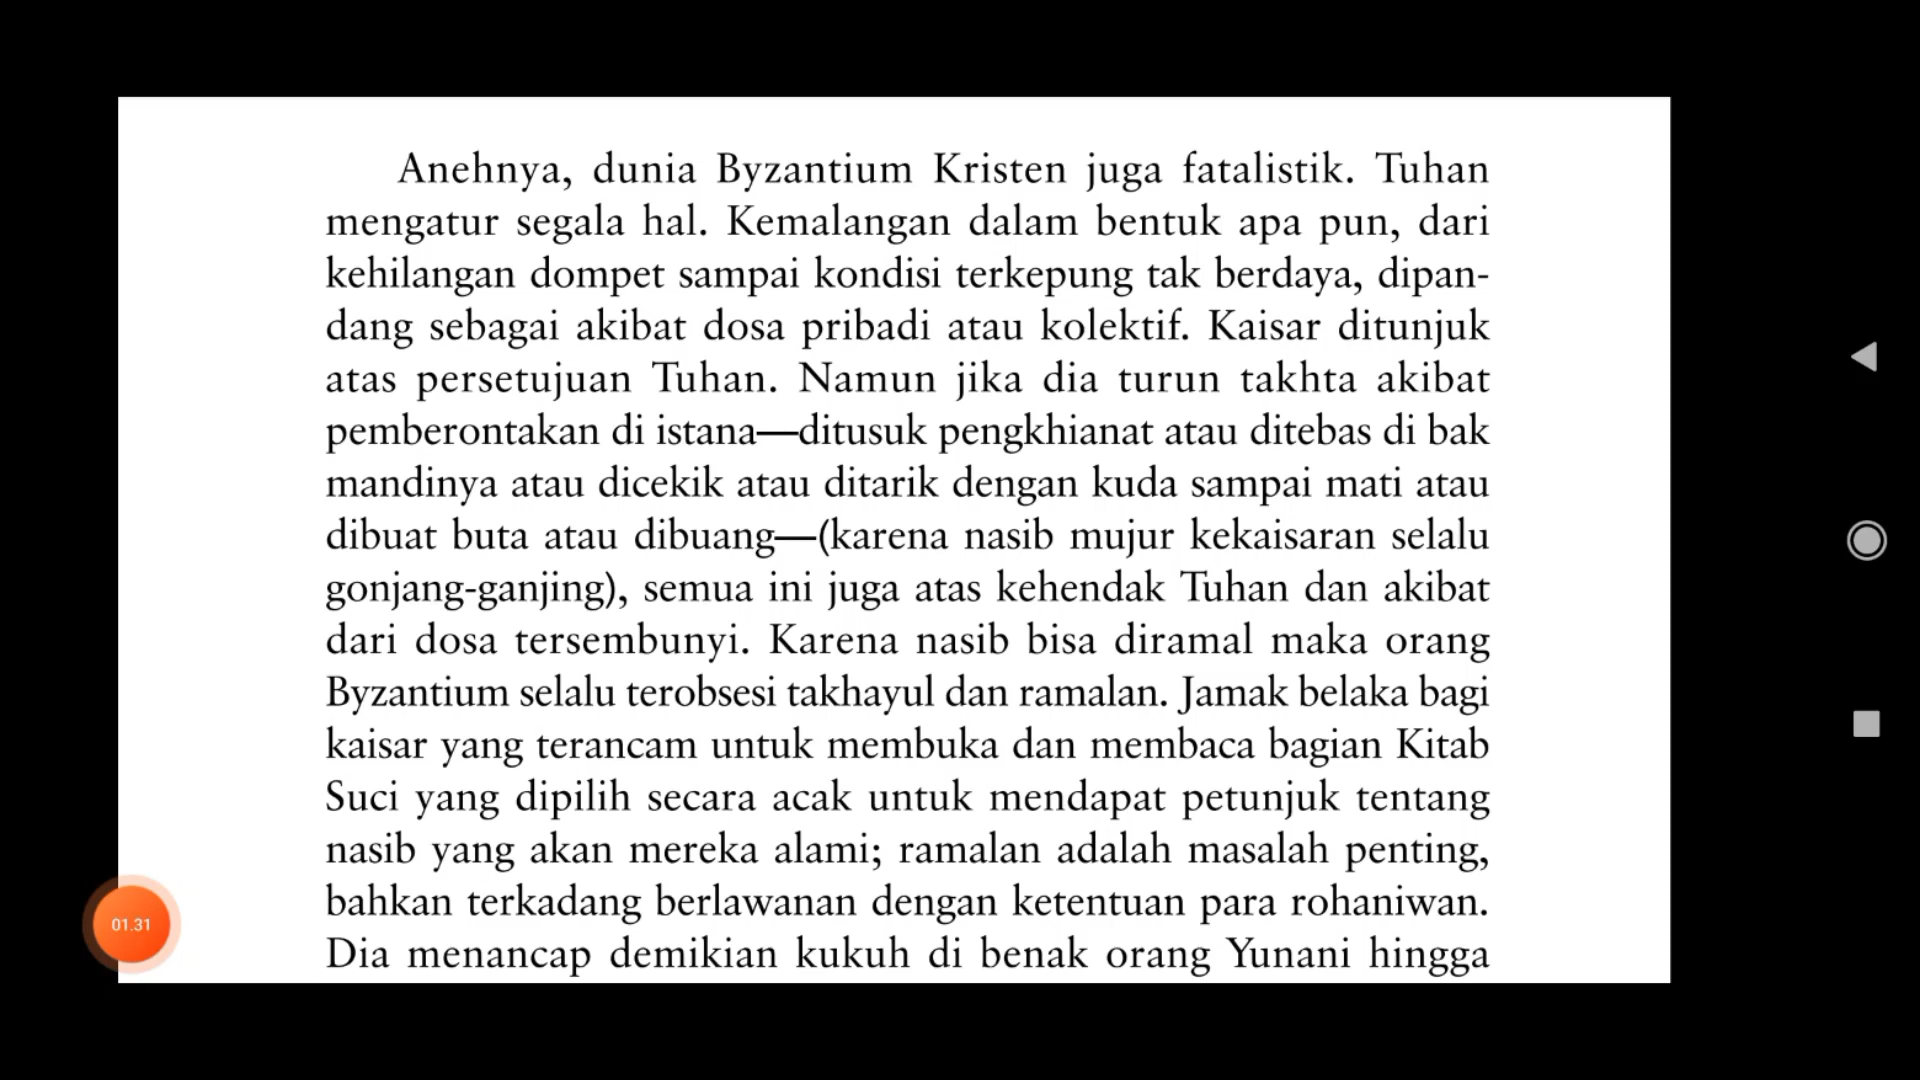 Anehnya, dunia Byzantium Kristen juga fatalistik. Tuhan
mengatur segala hal. Kemalangan dalam bentuk apa pun, dari
kehilangan dompet sampai kondisi terkepung tak berdaya, dipan-
dang sebagai akibat dosa pribadi atau kolektif. Kaisar ditunjuk
atas persetujuan Tuhan. Namun jika dia turun takhta akibat
pemberontakan di istana—ditusuk pengkhianat atau ditebas di bak
mandinya atau dicekik atau ditarik dengan kuda sampai mati atau
dibuat buta atau dibuang—(karena nasib mujur kekaisaran selalu
gonjang-ganjing), semua ini juga atas kehendak Tuhan dan akibat
dari dosa tersembunyi. Karena nasib bisa diramal maka orang
Byzantium selalu terobsesi takhayul dan ramalan. Jamak belaka bagi
kaisar yang terancam untuk membuka dan membaca bagian Kitab
Suci yang dipilih secara acak untuk mendapat petunjuk tentang
nasib yang akan mereka alami; ramalan adalah masalah penting,
bahkan terkadang berlawanan dengan ketentuan para rohaniwan.
Dia menancap demikian kukuh di benak orang Yunani hingga
01.31